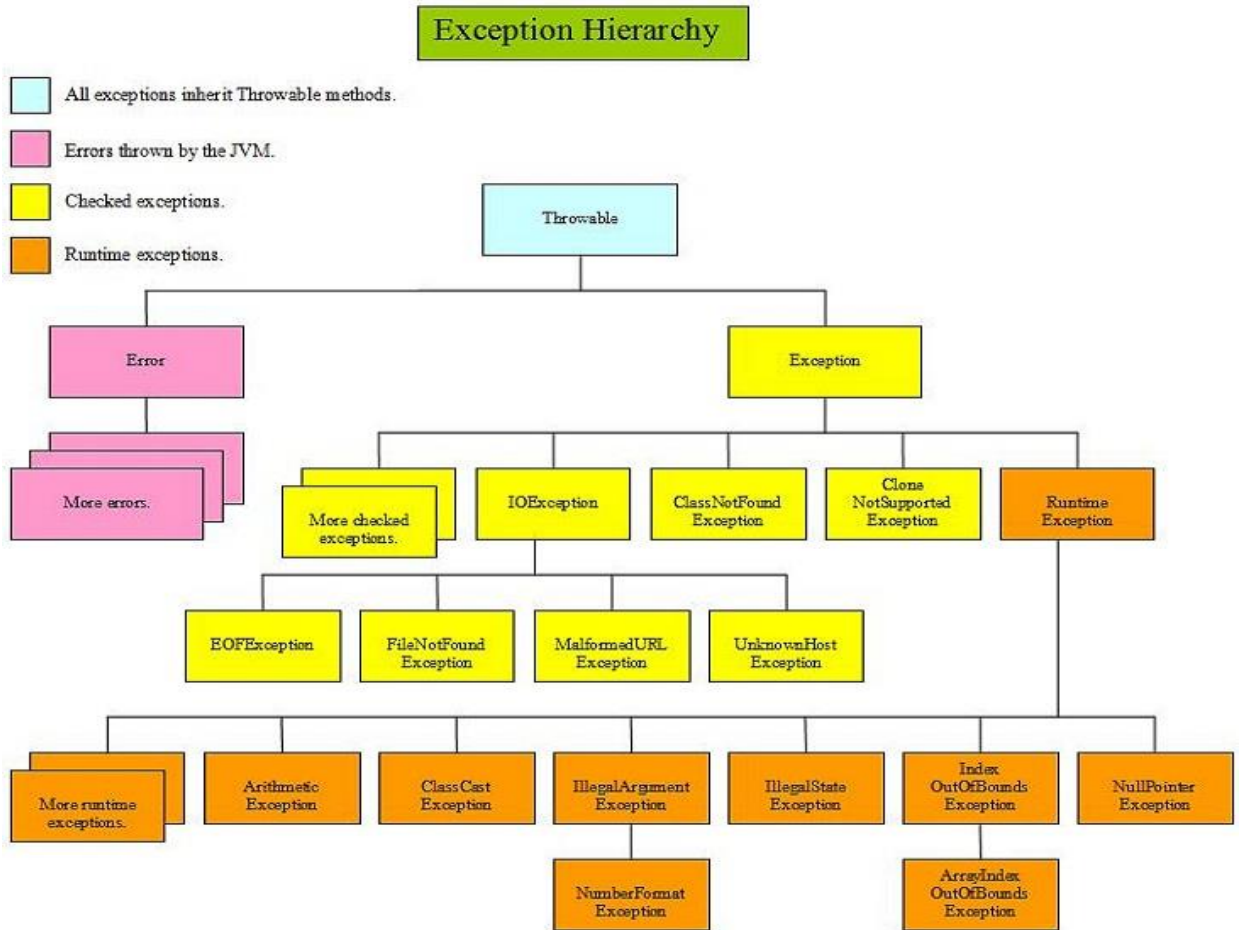 Exception Hierarchy
All exceptions inherit Throwable methods.
Errors thrown by the JVM.
Checked exceptions.
Runtime exceptions.
Throwable
Error
Exception
More errors.
More checked
exceptions.
IOException
ClassNotFound
Exception
Clone
NotSupported
Exception
Runtime
Exception
EOFException
FileNotFound
Exception
MalformedURL
Exception
UnknownHost
Exception
More runtime
exceptions.
Arithmetic
Exception
ClassCast
Exception
IllegalArgument
Exception
IllegalState
Exception
Index
OutOfBounds
Exception
NullPointer
Exception
NumberFormat
Exception
ArrayIndex
OutOfBounds
Exception